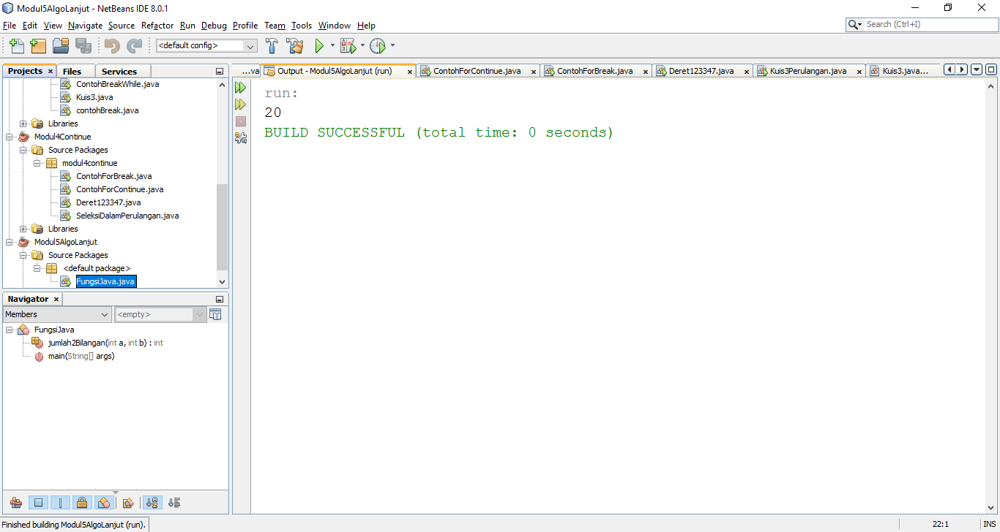 Modul5AlgoLanjut - NetBeans IDE 8.0.1
File Edit View Navigate Source Refactor Run Debug Profile Team Tools Window Help
Search (Ctrl+I)
<default config>
Projects Files Services
ContohBreakWhile.java
Kuis3.java
contohBreak.java
Libraries
Modul4Continue
Source Packages
modul4continue
ContohForBreak.java
ContohForContinue.java
Deret123347.java
SeleksiDalamPerulangan.java
Libraries
Modul5AlgoLanjut
Source Packages
<default package>
FungsiJava.java
Navigator
Members <empty>
FungsiJava
jumlah2Bilangan(int a, int b) : int
main(String[] args)
...va Output - Modul5AlgoLanjut (run) ContohForContinue.java ContohForBreak.java Deret123347.java Kuis3Perulangan.java Kuis3.java...
run:
20
BUILD SUCCESSFUL (total time: 0 seconds)
Finished building Modul5AlgoLanjut (run). 22:1 INS